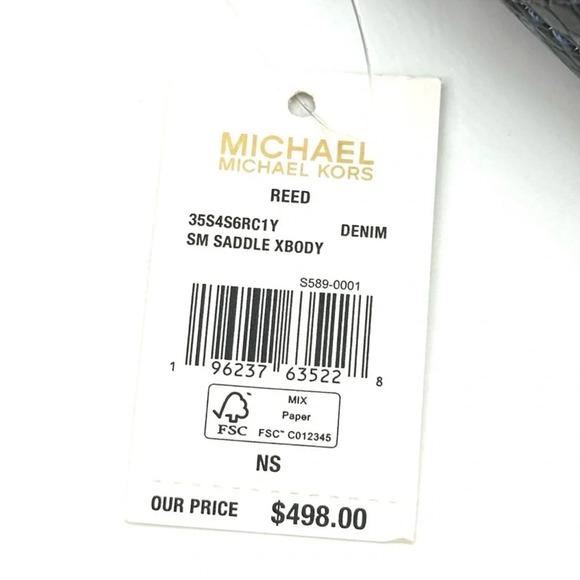 MICHAEL
MICHAEL KORS
REED
35S4S6RC1Y DENIM
SM SADDLE XBODY
S589-0001
1 96237 63522 8
MIX
Paper
FSC FSC™ C012345
NS
OUR PRICE $498.00